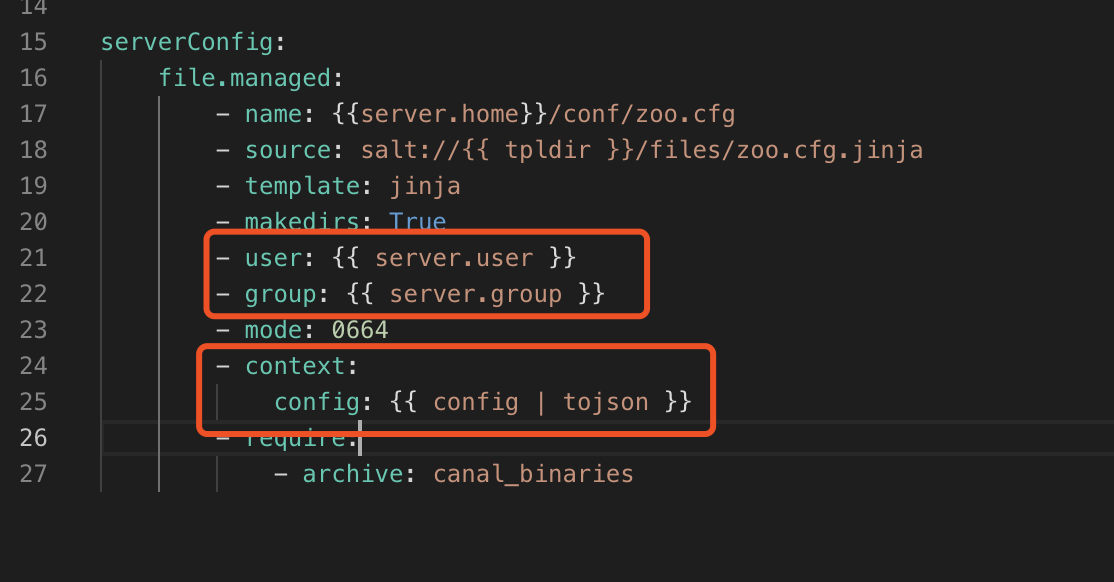 14
15 serverConfig:
16 file.managed:
17 - name: {{server.home}}/conf/zoo.cfg
18 - source: salt://{{ tpldir }}/files/zoo.cfg.jinja
19 - template: jinja
20 - makedirs: True
21 - user: {{ server.user }}
22 - group: {{ server.group }}
23 - mode: 0664
24 - context:
25 config: {{ config | tojson }}
26 - require:
27 - archive: canal_binaries